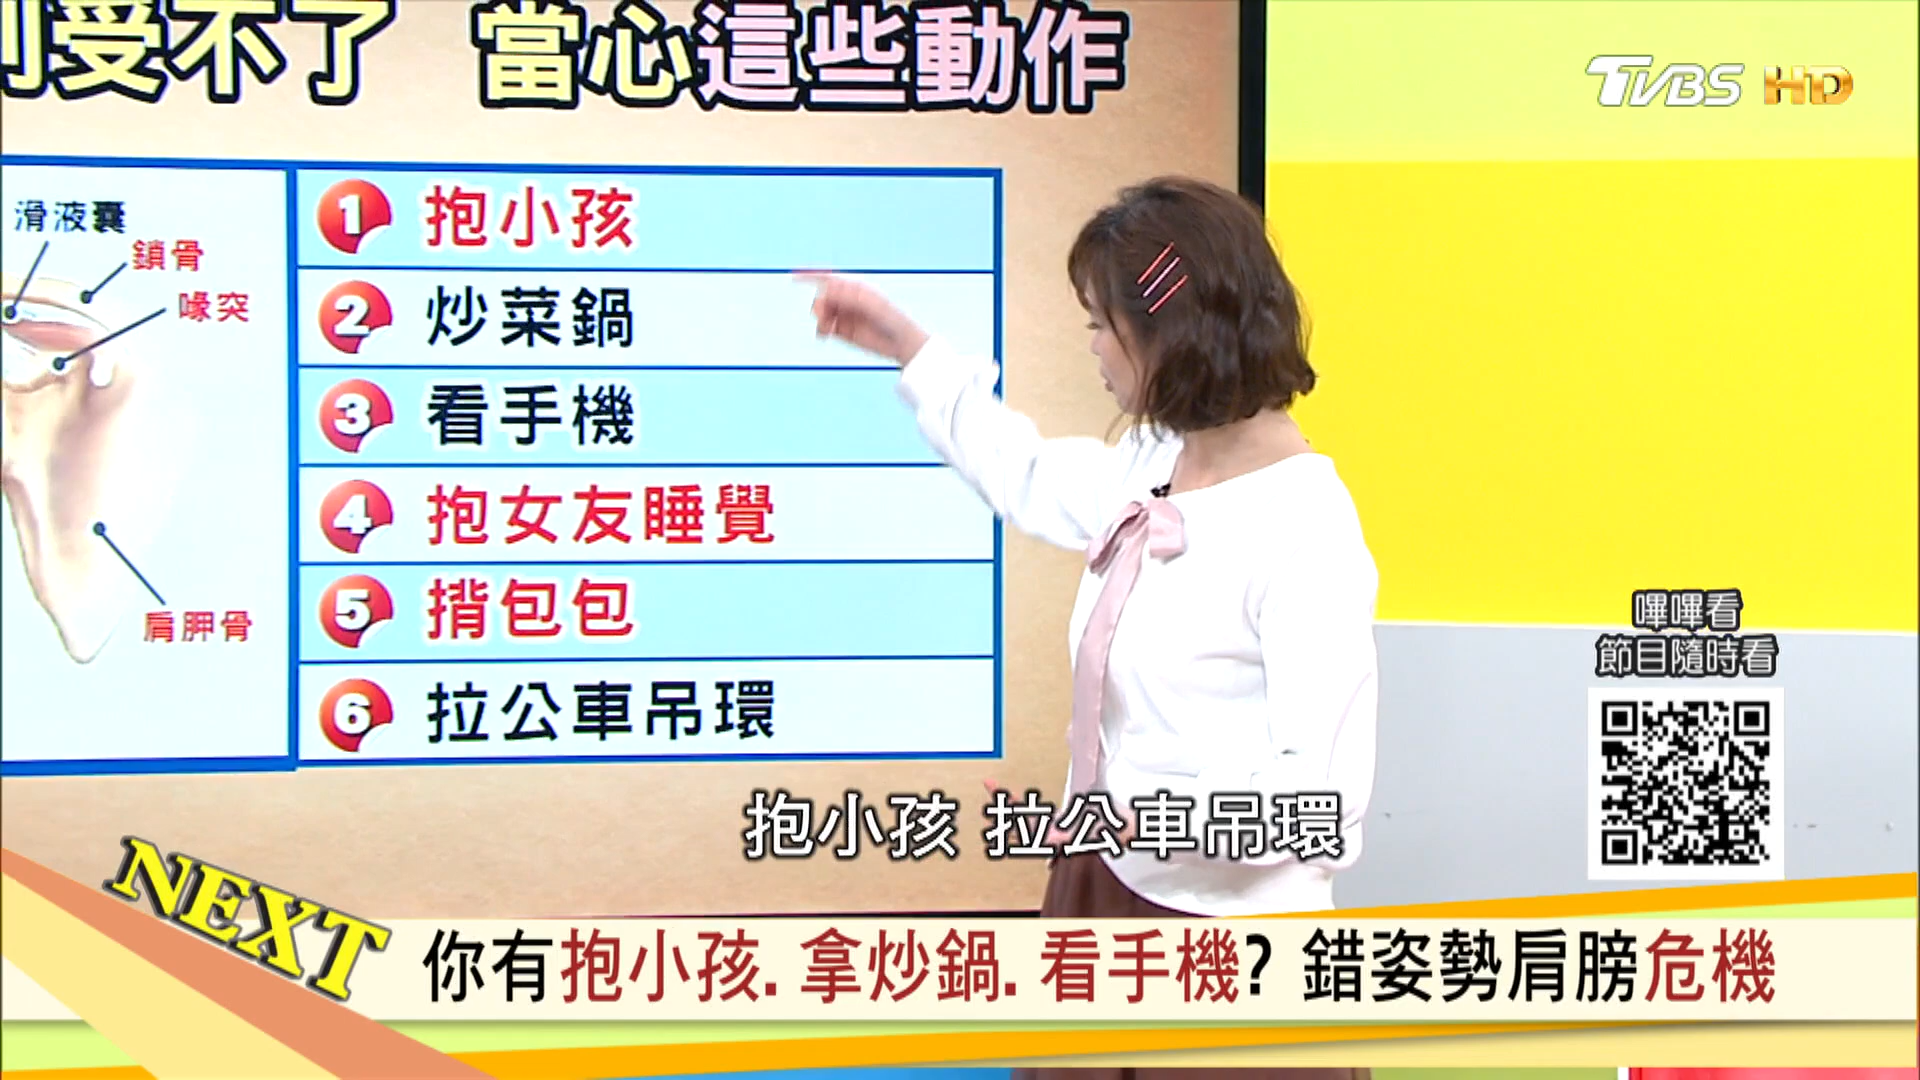 受不了 當心這些動作
TVBS HD
滑液囊
鎖骨
喙突
肩胛骨
1 抱小孩
2 炒菜鍋
3 看手機
4 抱女友睡覺
5 揹包包
6 拉公車吊環
嗶嗶看
節目隨時看
抱小孩 拉公車吊環
NEXT
你有抱小孩.拿炒鍋.看手機? 錯姿勢肩膀危機